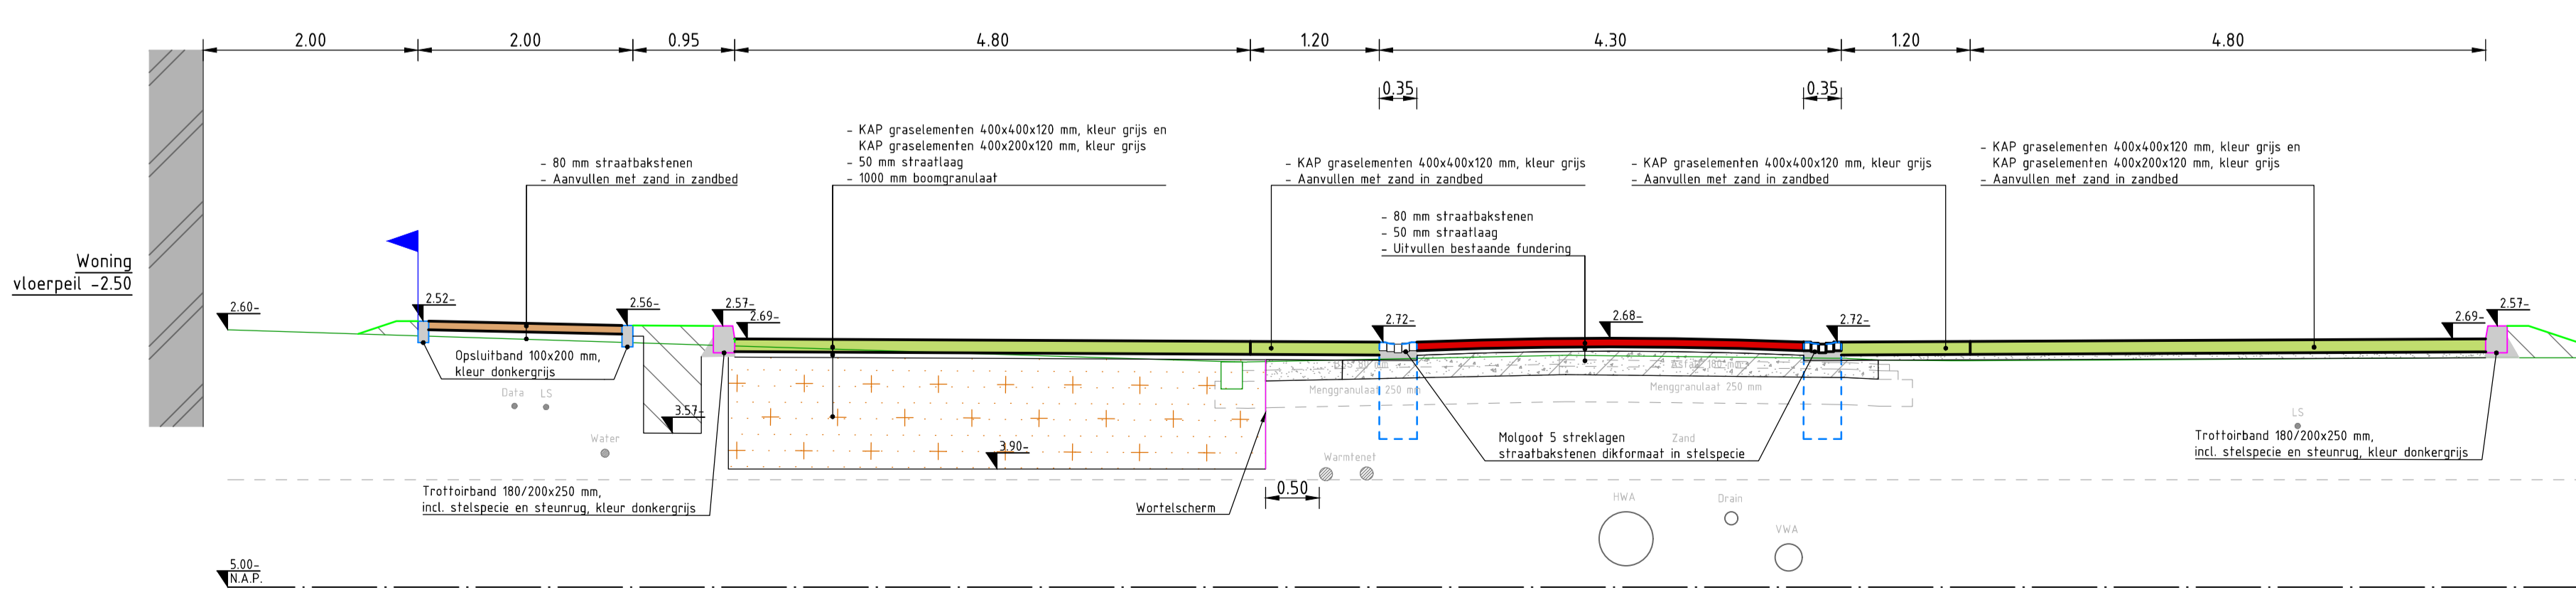 2.00
2.00
0.95
4.80
1.20
4.30
1.20
4.80
0.35
0.35
- KAP graselementen 400x400x120 mm, kleur grijs en
KAP graselementen 400x200x120 mm, kleur grijs
- 50 mm straatlaag
- 1000 mm boomgranulaat
- 80 mm straatbakstenen
- Aanvullen met zand in zandbed
- KAP graselementen 400x400x120 mm, kleur grijs
- Aanvullen met zand in zandbed
- KAP graselementen 400x400x120 mm, kleur grijs
- Aanvullen met zand in zandbed
- KAP graselementen 400x400x120 mm, kleur grijs en
KAP graselementen 400x200x120 mm, kleur grijs
- Aanvullen met zand in zandbed
- 80 mm straatbakstenen
- 50 mm straatlaag
- Uitvullen bestaande fundering
Woning
vloerpeil -2.50
2.60-
2.52-
2.56-
2.57-
2.69-
2.72-
2.68-
2.72-
2.69-
2.57-
Opsluitband 100x200 mm,
kleur donkergrijs
Data
LS
Water
3.57-
3.90-
Menggranulaat 250 mm
Menggranulaat 250 mm
Molgoot 5 streklagen
straatbakstenen dikformaat in stelspecie
Zand
LS
Trottoirband 180/200x250 mm,
incl. stelspecie en steunrug, kleur donkergrijs
Warmtenet
0.50
Trottoirband 180/200x250 mm,
incl. stelspecie en steunrug, kleur donkergrijs
Wortelscherm
HWA
Drain
VWA
5.00-
N.A.P.